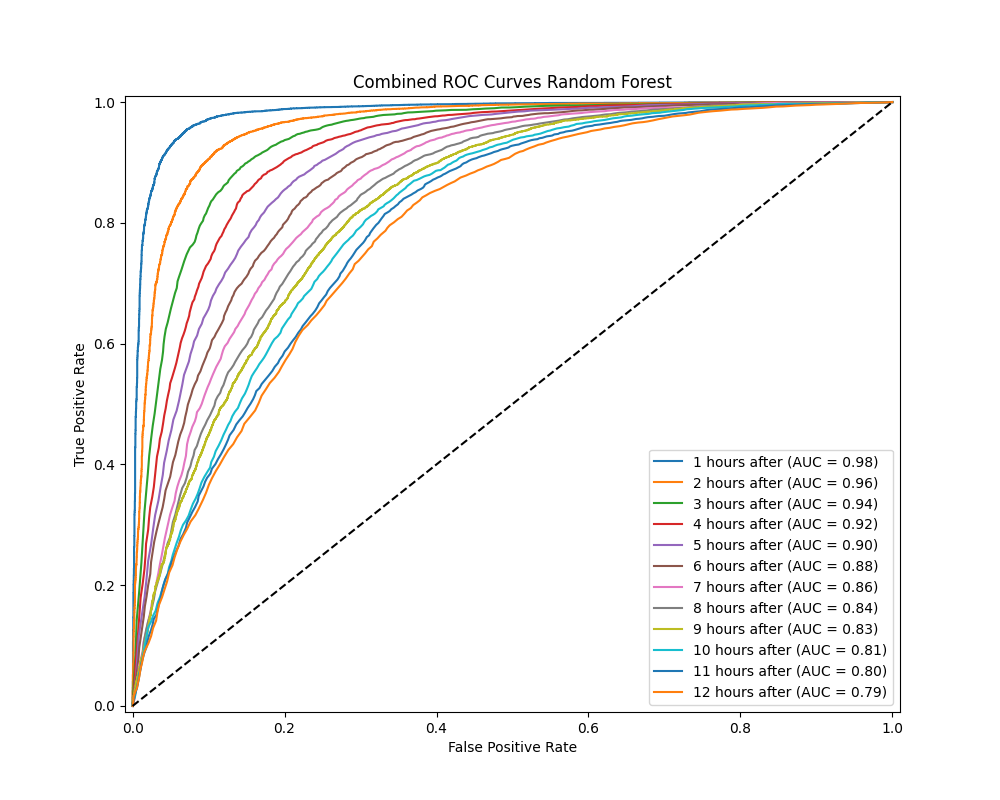 Combined ROC Curves Random Forest
1.0
0.8
0.6
0.4
0.2
0.0
True Positive Rate
1 hours after (AUC = 0.98)
2 hours after (AUC = 0.96)
3 hours after (AUC = 0.94)
4 hours after (AUC = 0.92)
5 hours after (AUC = 0.90)
6 hours after (AUC = 0.88)
7 hours after (AUC = 0.86)
8 hours after (AUC = 0.84)
9 hours after (AUC = 0.83)
10 hours after (AUC = 0.81)
11 hours after (AUC = 0.80)
12 hours after (AUC = 0.79)
0.0 0.2 0.4 0.6 0.8 1.0
False Positive Rate